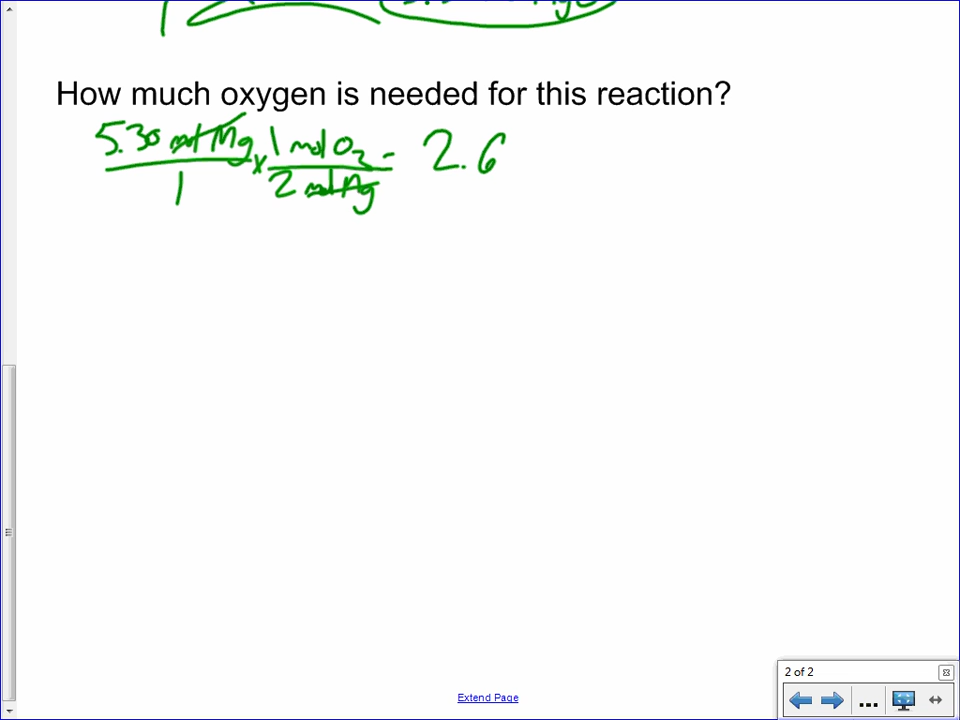 How much oxygen is needed for this reaction?
5.30 mol Mg x 1 mol O2 = 2.6
1 2 mol Mg
Extend Page
2 of 2
...